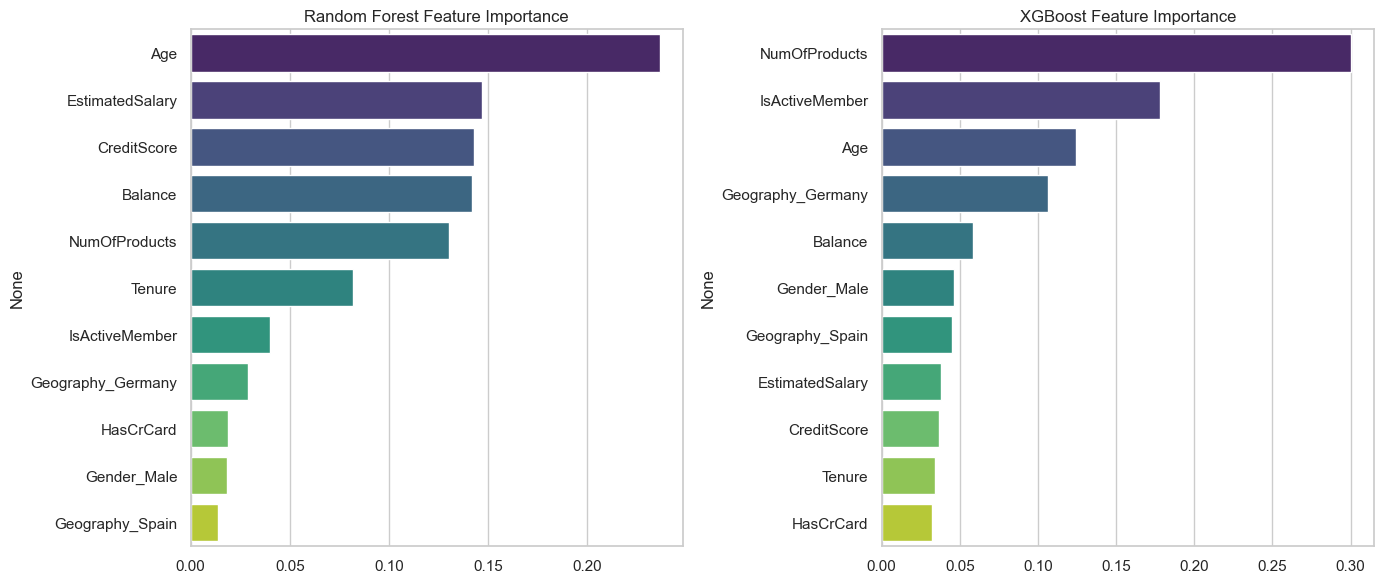 Random Forest Feature Importance
Age
EstimatedSalary
CreditScore
Balance
NumOfProducts
Tenure
IsActiveMember
Geography_Germany
HasCrCard
Gender_Male
Geography_Spain
None
0.00 0.05 0.10 0.15 0.20
XGBoost Feature Importance
NumOfProducts
IsActiveMember
Age
Geography_Germany
Balance
Gender_Male
Geography_Spain
EstimatedSalary
CreditScore
Tenure
HasCrCard
None
0.00 0.05 0.10 0.15 0.20 0.25 0.30